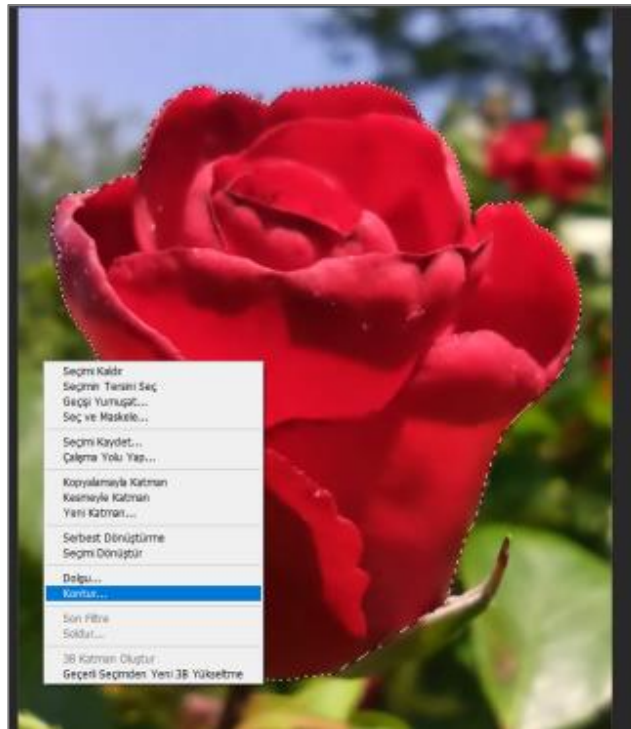 Seçimi Kaldır
Seçimin Tersini Seç
Geçişi Yumuşat...
Seç ve Maskele...
Seçimi Kaydet...
Çalışma Yolu Yap...
Kopyalamayla Katman
Kesmeyle Katman
Yeni Katman...
Serbest Dönüştürme
Seçimi Dönüştür
Dolgu...
Kontur...
Son Filtre
Soldur...
3B Katman Oluştur
Geçerli Seçimden Yeni 3B Yükseltme